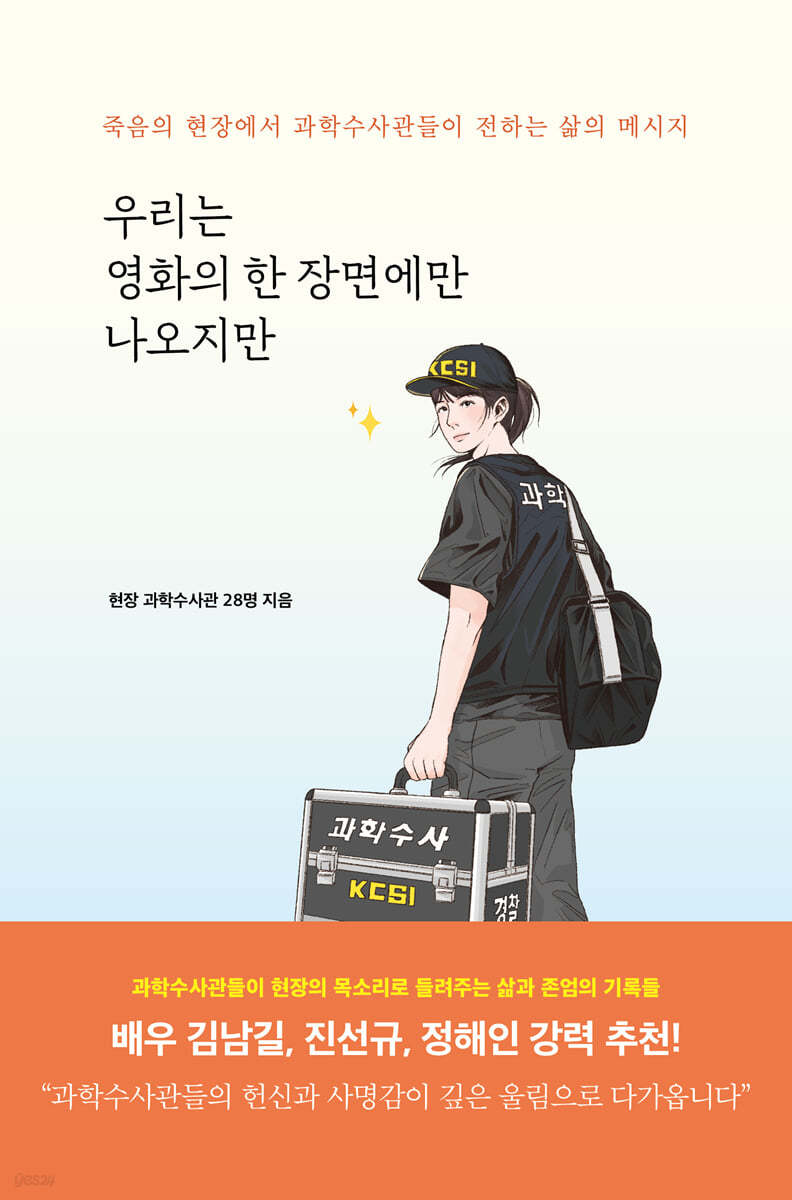 죽음의 현장에서 과학수사관들이 전하는 삶의 메시지
우리는
영화의 한 장면에만
나오지만
KCSI
과학
현장 과학수사관 28명 지음
과학수사
KCSI
경찰
과학수사관들이 현장의 목소리로 들려주는 삶과 존엄의 기록들
배우 김남길, 진선규, 정해인 강력 추천!
“과학수사관들의 헌신과 사명감이 깊은 울림으로 다가옵니다”
yes24